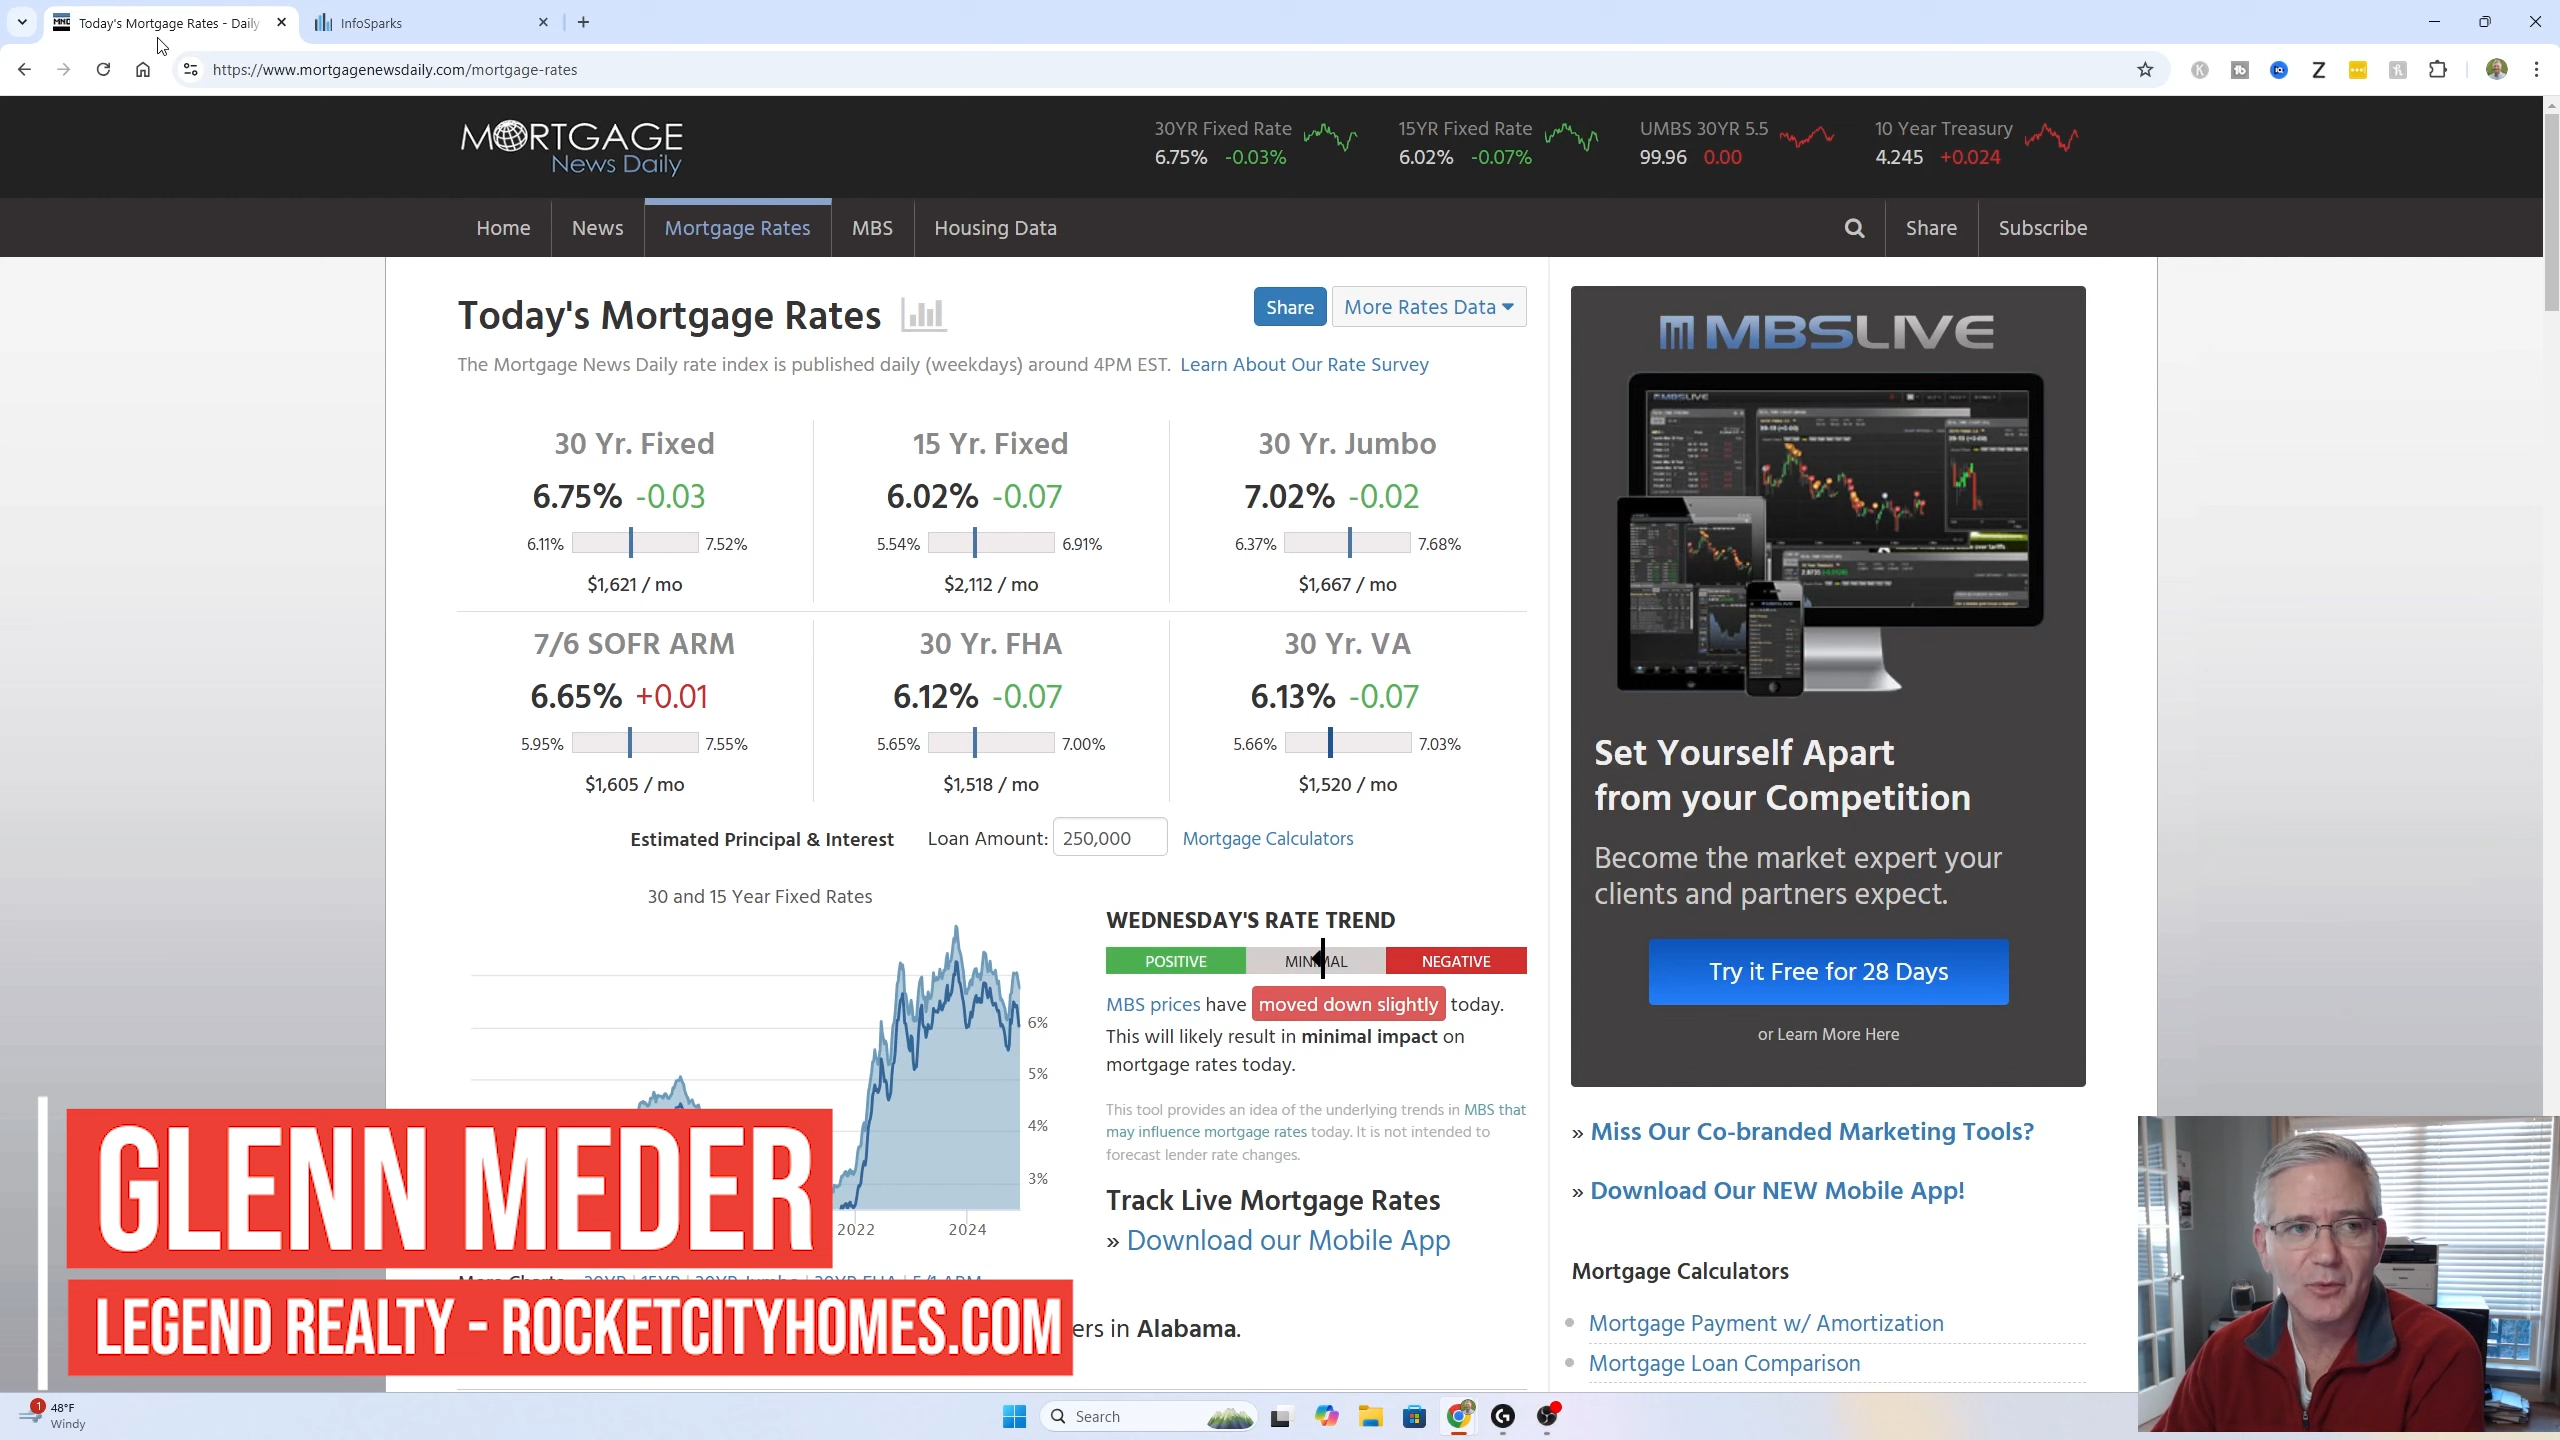 Today's Mortgage Rates - Daily
InfoSparks
https://www.mortgagenewsdaily.com/mortgage-rates
MORTGAGE
News Daily
30YR Fixed Rate
6.75% -0.03%
15YR Fixed Rate
6.02% -0.07%
UMBS 30YR 5.5
99.96 0.00
10 Year Treasury
4.245 +0.024
Home News Mortgage Rates MBS Housing Data Share Subscribe
Today's Mortgage Rates
Share More Rates Data
The Mortgage News Daily rate index is published daily (weekdays) around 4PM EST. Learn About Our Rate Survey
30 Yr. Fixed
6.75% -0.03
6.11% 7.52%
$1,621 / mo
15 Yr. Fixed
6.02% -0.07
5.54% 6.91%
$2,112 / mo
30 Yr. Jumbo
7.02% -0.02
6.37% 7.68%
$1,667 / mo
7/6 SOFR ARM
6.65% +0.01
5.95% 7.55%
$1,605 / mo
30 Yr. FHA
6.12% -0.07
5.65% 7.00%
$1,518 / mo
30 Yr. VA
6.13% -0.07
5.66% 7.03%
$1,520 / mo
Estimated Principal & Interest Loan Amount: 250,000 Mortgage Calculators
30 and 15 Year Fixed Rates
6%
5%
4%
3%
2022 2024
WEDNESDAY'S RATE TREND
POSITIVE MINIMAL NEGATIVE
MBS prices have moved down slightly today.
This will likely result in minimal impact on
mortgage rates today.
This tool provides an idea of the underlying trends in MBS that
may influence mortgage rates today. It is not intended to
forecast lender rate changes.
Track Live Mortgage Rates
» Download our Mobile App
ers in Alabama.
MBSLIVE
MBSLIVE
Set Yourself Apart
from your Competition
Become the market expert your
clients and partners expect.
Try it Free for 28 Days
or Learn More Here
» Miss Our Co-branded Marketing Tools?
» Download Our NEW Mobile App!
Mortgage Calculators
Mortgage Payment w/ Amortization
Mortgage Loan Comparison
GLENN MEDER
LEGEND REALTY - ROCKETCITYHOMES.COM
1
48°F
Windy
Search